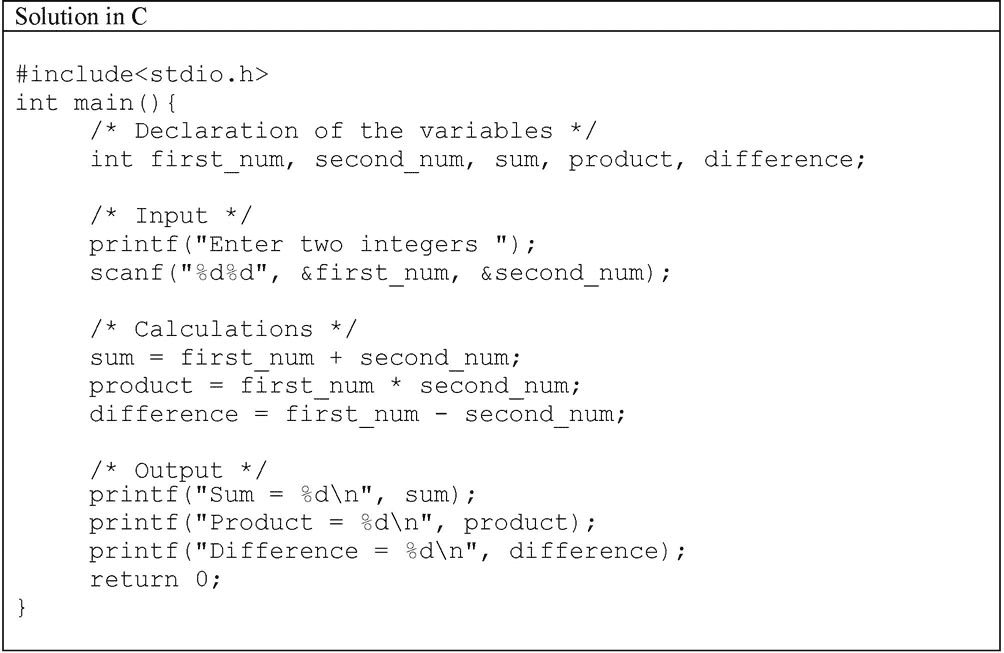 Solution in C
#include<stdio.h>
int main(){
/* Declaration of the variables */
int first_num, second_num, sum, product, difference;
/* Input */
printf("Enter two integers ");
scanf("%d%d", &first_num, &second_num);
/* Calculations */
sum = first_num + second_num;
product = first_num * second_num;
difference = first_num - second_num;
/* Output */
printf("Sum = %d\n", sum);
printf("Product = %d\n", product);
printf("Difference = %d\n", difference);
return 0;
}